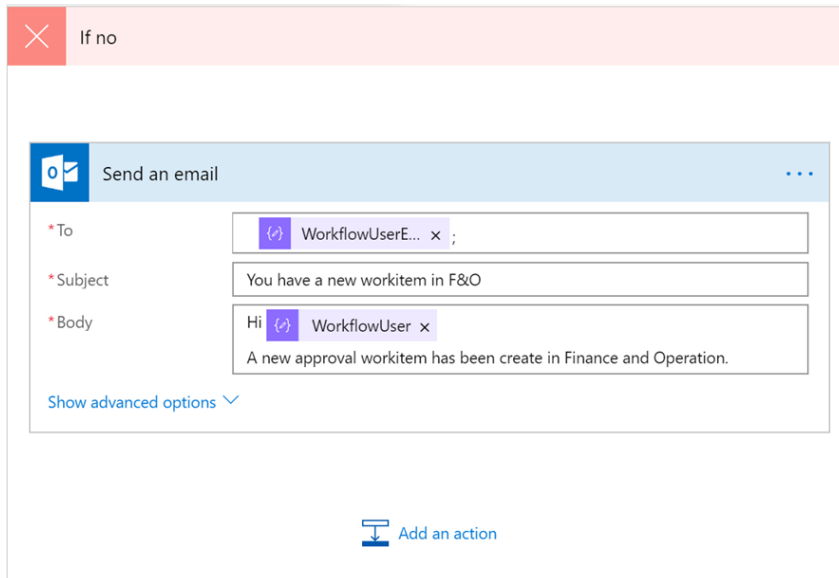 If no
Send an email
*To
WorkflowUserE... × ;
*Subject
You have a new workitem in F&O
*Body
Hi WorkflowUser ×
A new approval workitem has been create in Finance and Operation.
Show advanced options
Add an action